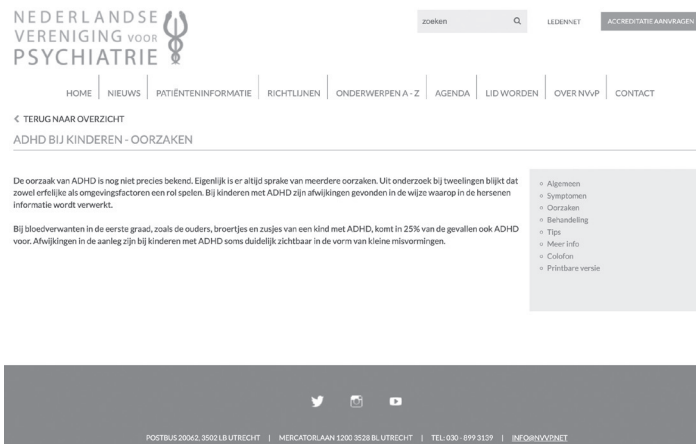 NEDERLANDSE
VERENIGING VOOR
PSYCHIATRIE
zoeken
LEDENNET
ACCREDITATIE AANVRAGEN
HOME
NIEUWS
PATIËNTENINFORMATIE
RICHTLIJNEN
ONDERWERPEN A - Z
AGENDA
LID WORDEN
OVER NVvP
CONTACT
< TERUG NAAR OVERZICHT
ADHD BIJ KINDEREN - OORZAKEN
De oorzaak van ADHD is nog niet precies bekend. Eigenlijk is er altijd sprake van meerdere oorzaken. Uit onderzoek bij tweelingen blijkt dat
zowel erfelijke als omgevingsfactoren een rol spelen. Bij kinderen met ADHD zijn afwijkingen gevonden in de wijze waarop in de hersenen
informatie wordt verwerkt.
Bij bloedverwanten in de eerste graad, zoals de ouders, broertjes en zusjes van een kind met ADHD, komt in 25% van de gevallen ook ADHD
voor. Afwijkingen in de aanleg zijn bij kinderen met ADHD soms duidelijk zichtbaar in de vorm van kleine misvormingen.
Algemeen
Symptomen
Oorzaken
Behandeling
Tips
Meer info
Colofon
Printbare versie
POSTBUS 20062, 3502 LB UTRECHT | MERCATORLAAN 1200 3528 BL UTRECHT | TEL: 030 - 899 3139 | INFO@NVVP.NET